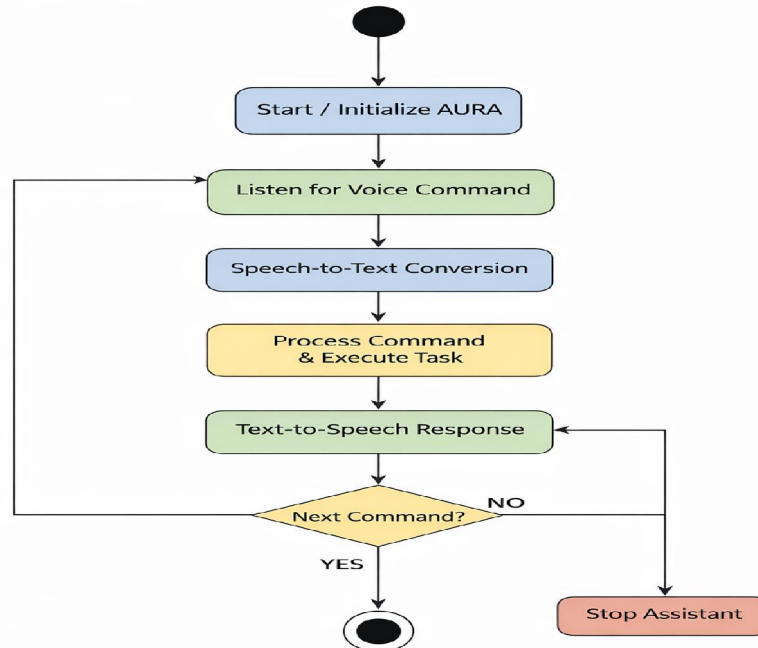 Start / Initialize AURA
Listen for Voice Command
Speech-to-Text Conversion
Process Command
& Execute Task
Text-to-Speech Response
Next Command?
NO
YES
Stop Assistant